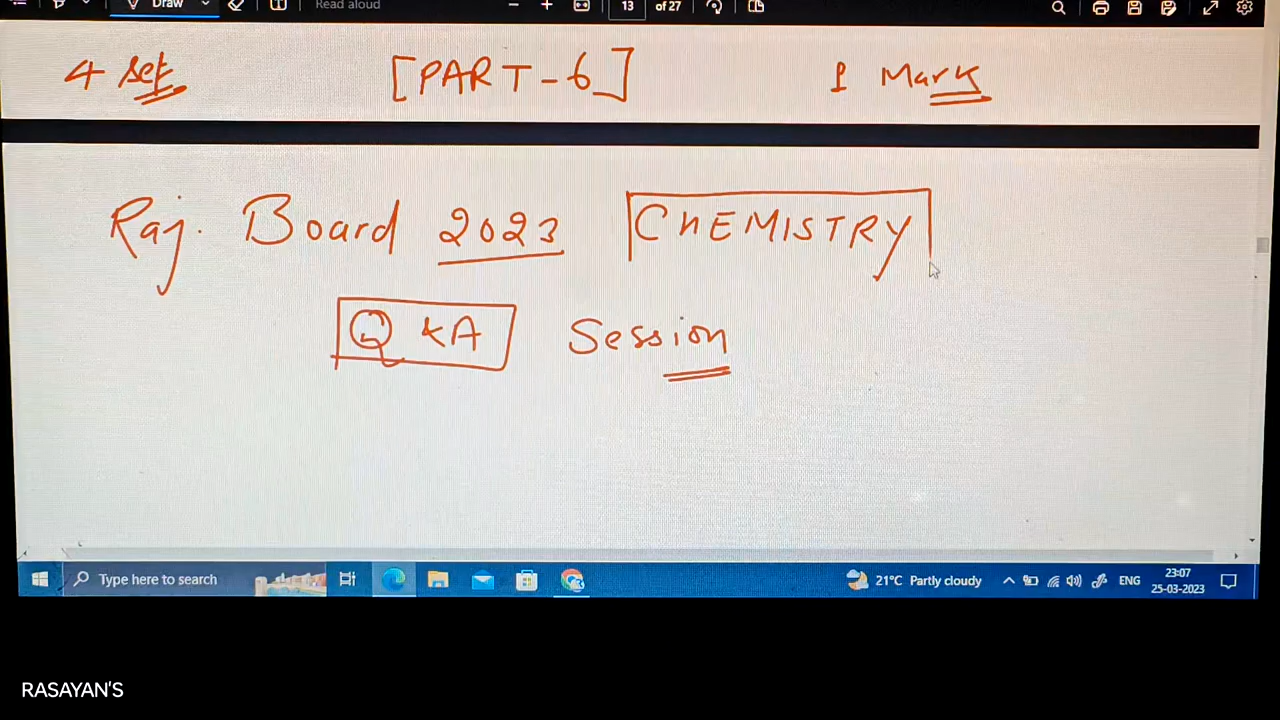 Draw Read aloud 13 of 27
4 Set [PART-6] 1 Mark
Raj. Board 2023 CHEMISTRY
Q & A Session
Type here to search 21°C Partly cloudy ENG 23:07
25-03-2023
RASAYAN'S